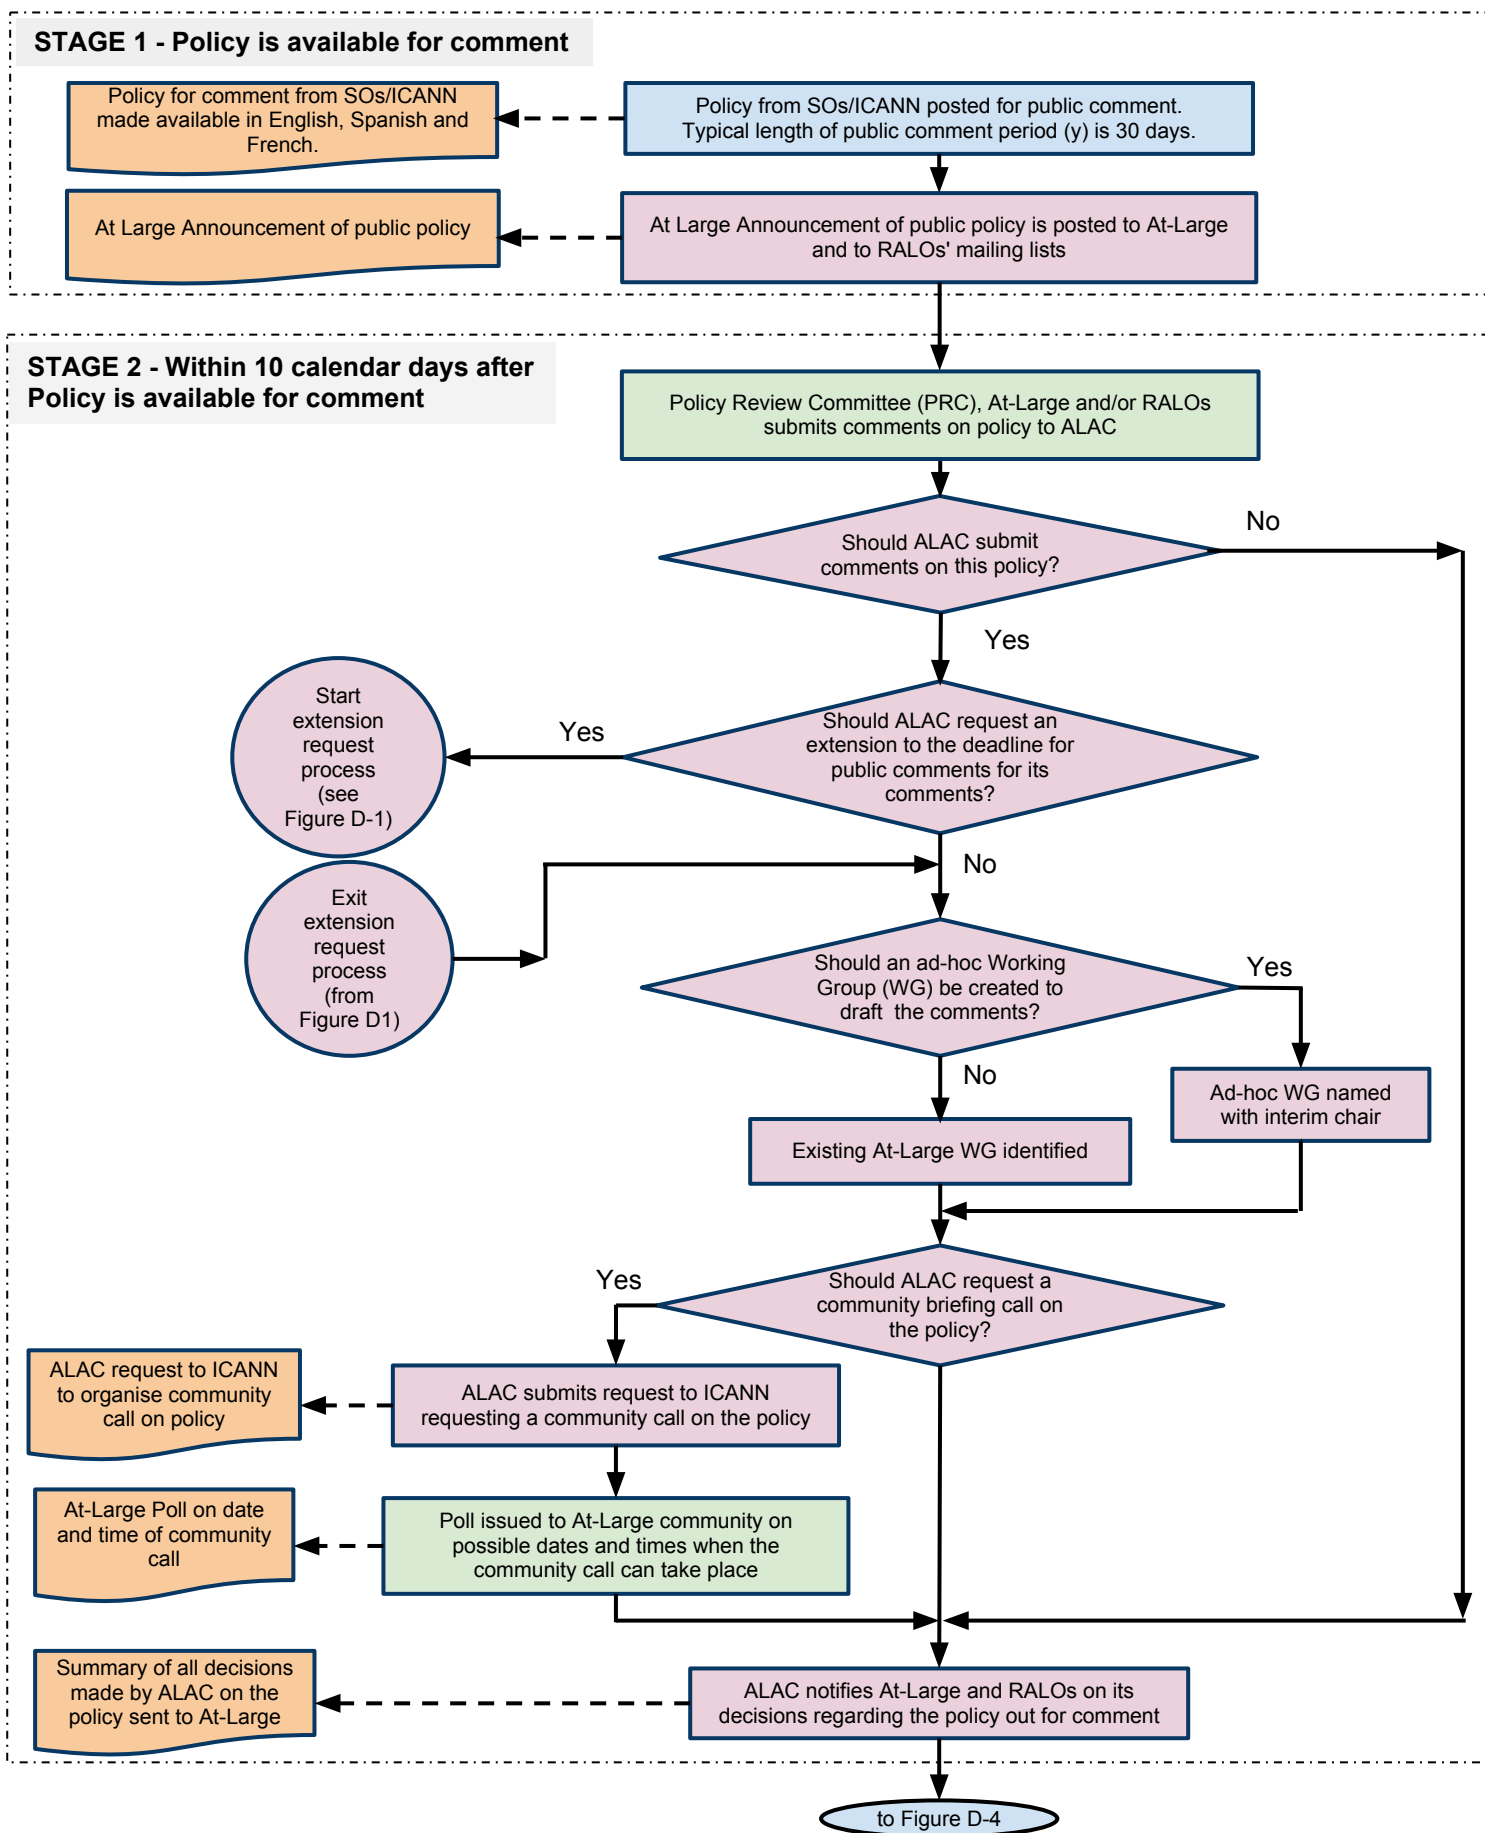 STAGE 1 - Policy is available for comment
Policy for comment from SOs/ICANN
made available in English, Spanish and
French.
Policy from SOs/ICANN posted for public comment.
Typical length of public comment period (y) is 30 days.
At Large Announcement of public policy
At Large Announcement of public policy is posted to At-Large
and to RALOs' mailing lists
STAGE 2 - Within 10 calendar days after
Policy is available for comment
Policy Review Committee (PRC), At-Large and/or RALOs
submits comments on policy to ALAC
Should ALAC submit
comments on this policy?
No
Yes
Start
extension
request
process
(see
Figure D-1)
Yes
Should ALAC request an
extension to the deadline for
public comments for its
comments?
No
Exit
extension
request
process
(from
Figure D1)
Should an ad-hoc Working
Group (WG) be created to
draft  the comments?
Yes
No
Ad-hoc WG named
with interim chair
Existing At-Large WG identified
Yes
Should ALAC request a
community briefing call on
the policy?
ALAC request to ICANN
to organise community
call on policy
ALAC submits request to ICANN
requesting a community call on the policy
At-Large Poll on date
and time of community
call
Poll issued to At-Large community on
possible dates and times when the
community call can take place
Summary of all decisions
made by ALAC on the
policy sent to At-Large
ALAC notifies At-Large and RALOs on its
decisions regarding the policy out for comment
to Figure D-4